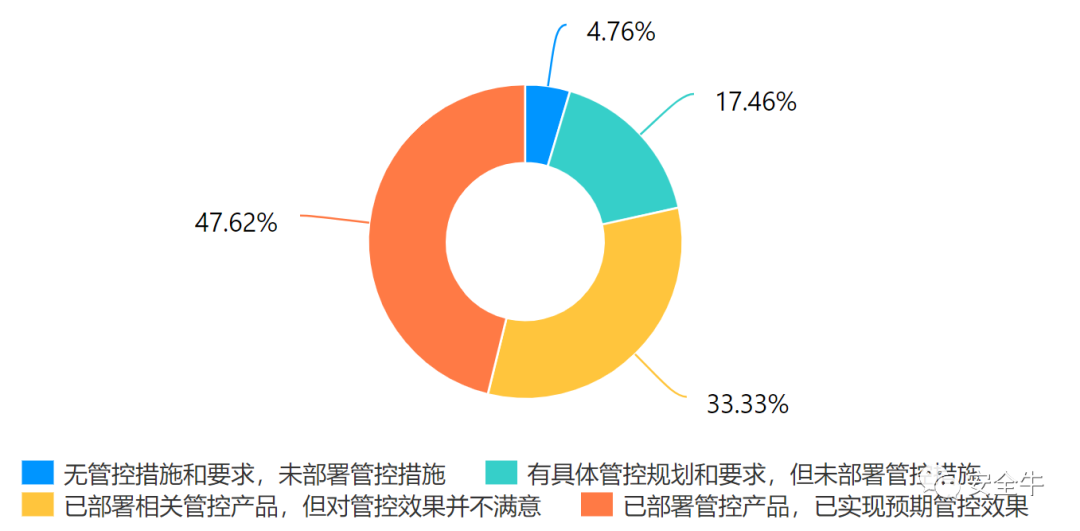 4.76%
17.46%
47.62%
33.33%
无管控措施和要求，未部署管控措施 有具体管控规划和要求，但未部署管控措施
安全牛
已部署相关管控产品，但对管控效果并不满意 已部署管控产品，已实现预期管控效果